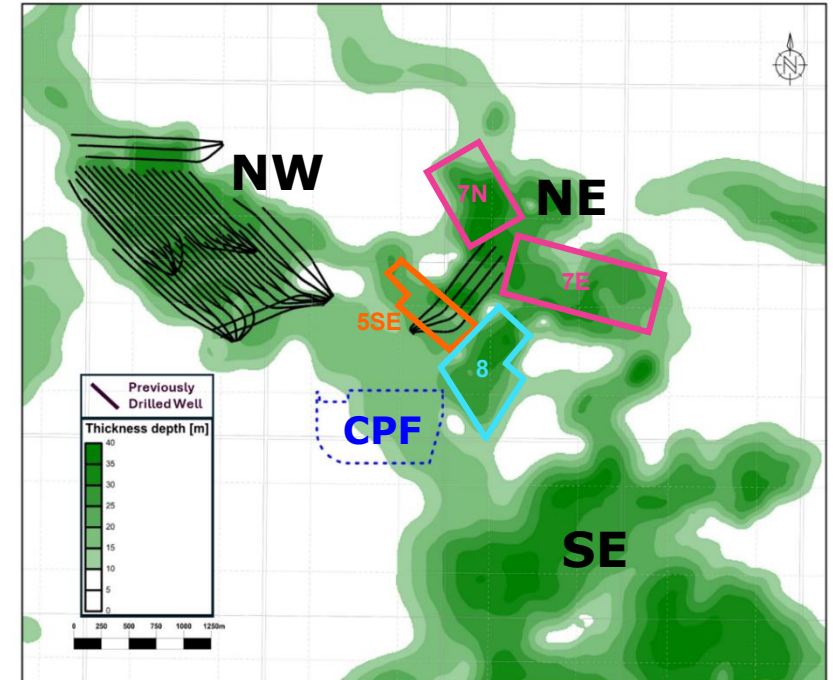 N
NW
NE
7N
7E
5SE
8
CPF
SE
Previously
Drilled Well
Thickness depth [m]
40
35
30
25
20
15
10
5
0
0 250 500 750 1000 1250m